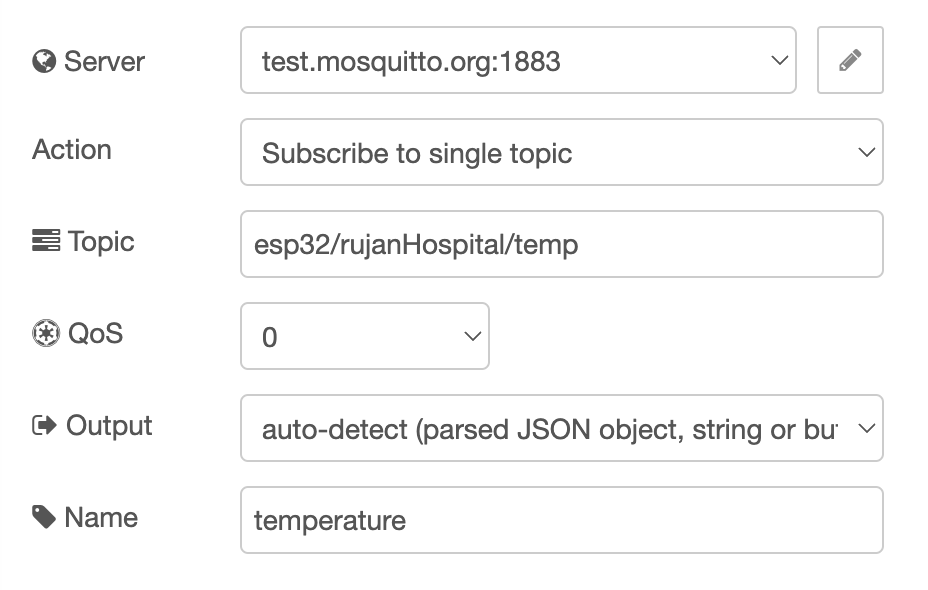 Server
test.mosquitto.org:1883
Action
Subscribe to single topic
Topic
esp32/rujanHospital/temp
QoS
0
Output
auto-detect (parsed JSON object, string or bu
Name
temperature